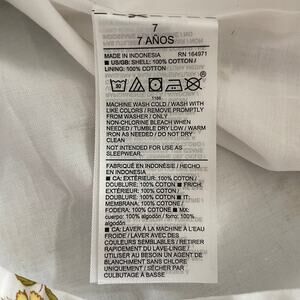 7
7 AÑOS
MADE IN INDONESIA RN 164971
■ US/GB: SHELL: 100% COTTON /
LINING: 100% COTTON
30
MACHINE WASH COLD / WASH WITH
LIKE COLORS / REMOVE PROMPTLY
FROM WASHER / ONLY
NON-CHLORINE BLEACH WHEN
NEEDED / TUMBLE DRY LOW / WARM
IRON AS NEEDED / DO NOT DRY
CLEAN
NOT INTENDED FOR USE AS
SLEEPWEAR.
FABRIQUÉ EN INDONÉSIE / HECHO
EN INDONESIA
■ CA: EXTÉRIEUR: 100% COTON /
DOUBLURE: 100% COTON ■ FR/CH:
EXTÉRIEUR: 100% COTON /
DOUBLURE: 100% COTON ■ IT:
MEMBRANA: 100% COTONE /
FODERA: 100% COTONE ■ MX:
cuerpo: 100% algodón / forro: 100%
algodón
■ CA: LAVER À LA MACHINE À L'EAU
FROIDE / LAVER AVEC DES
COULEURS SEMBLABLES / RETIRER
RAPIDEMENT DU LAVE-LINGE /
UTILISER AU BESOIN UN AGENT DE
BLANCHIMENT SANS CHLORE
UNIQUEMENT / SÉCHER PAR
CULBUTAGE À BASSE